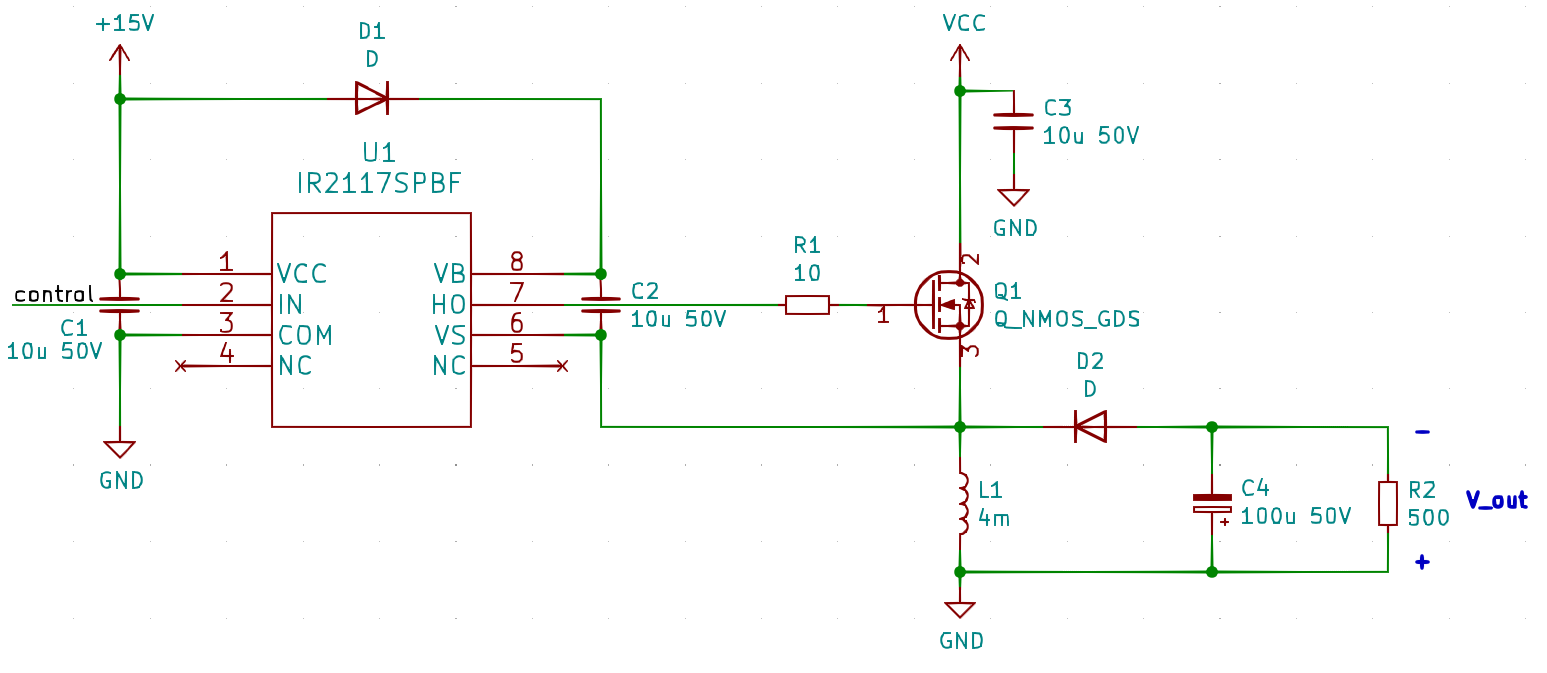 +15V
D1
D
VCC
C3
10u 50V
GND
U1
IR2117SPBF
1
VCC
VB
8
control
2
IN
HO
7
C1
10u 50V
3
COM
VS
6
4
NC
NC
5
C2
10u 50V
R1
10
2
1
Q1
Q_NMOS_GDS
3
D2
D
GND
L1
4m
C4
100u 50V
+
R2
500
-
V_out
+
GND